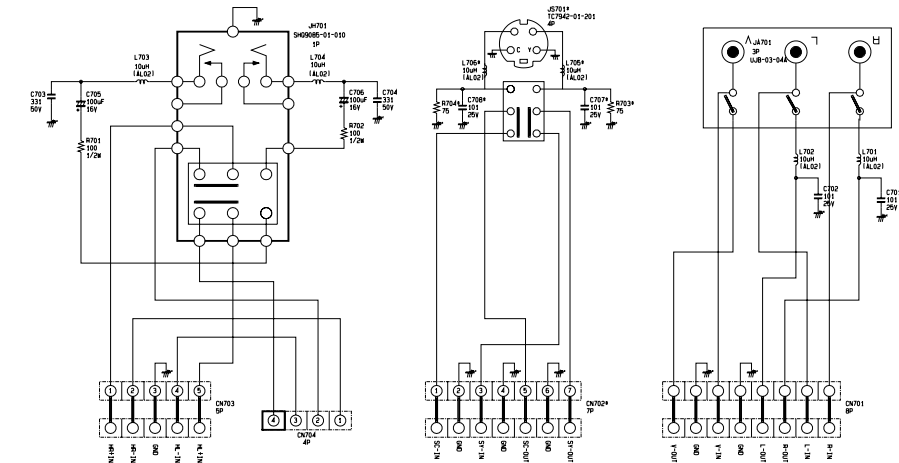 JH701
SHQ9085-01-010
1P
L703
10uH
(AL02)
L704
10uH
(AL02)
C703
331
50V
C705
100uF
16V
C706
100uF
16V
C704
331
50V
R701
100
1/2W
R702
100
1/2W
1
2
3
4
5
CN703
5P
HR+IN
HR-IN
GND
HL-IN
HL+IN
4
3
2
1
CN704
4P
JS701*
TC7942-01-201
4P
C
Y
L706*
10uH
(AL02)
L705*
10uH
(AL02)
R704*
75
C708*
101
25V
C707*
101
25V
R703*
75
1
2
3
4
5
6
7
CN702*
7P
SC-IN
GND
SY-IN
GND
SC-OUT
GND
SY-OUT
V
JA701
3P
UJB-03-04A
L
R
L702
10uH
(AL02)
L701
10uH
(AL02)
C702
101
25V
C70
101
25V
CN701
8P
V-OUT
GND
V-IN
GND
L-OUT
R-OUT
L-IN
R-IN